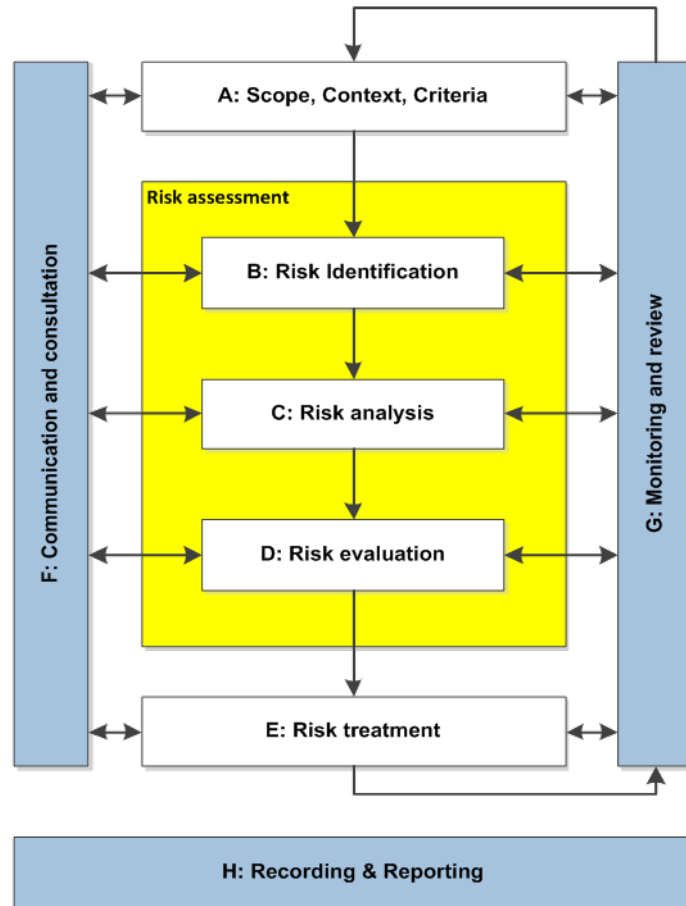 A: Scope, Context, Criteria
Risk assessment
B: Risk Identification
C: Risk analysis
D: Risk evaluation
E: Risk treatment
F: Communication and consultation
G: Monitoring and review
H: Recording & Reporting